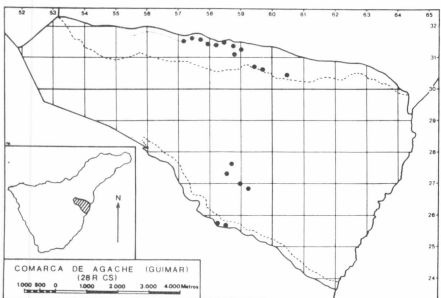 52 53 54 55 56 57 58 59 60 61 62 63 64 65
32
31
30
29
28
27
26
25
24
N
COMARCA DE AGACHE (GUIMAR)
(28 R CS)
1.000 500 0 1.000 2.000 3.000 4.000 Metros